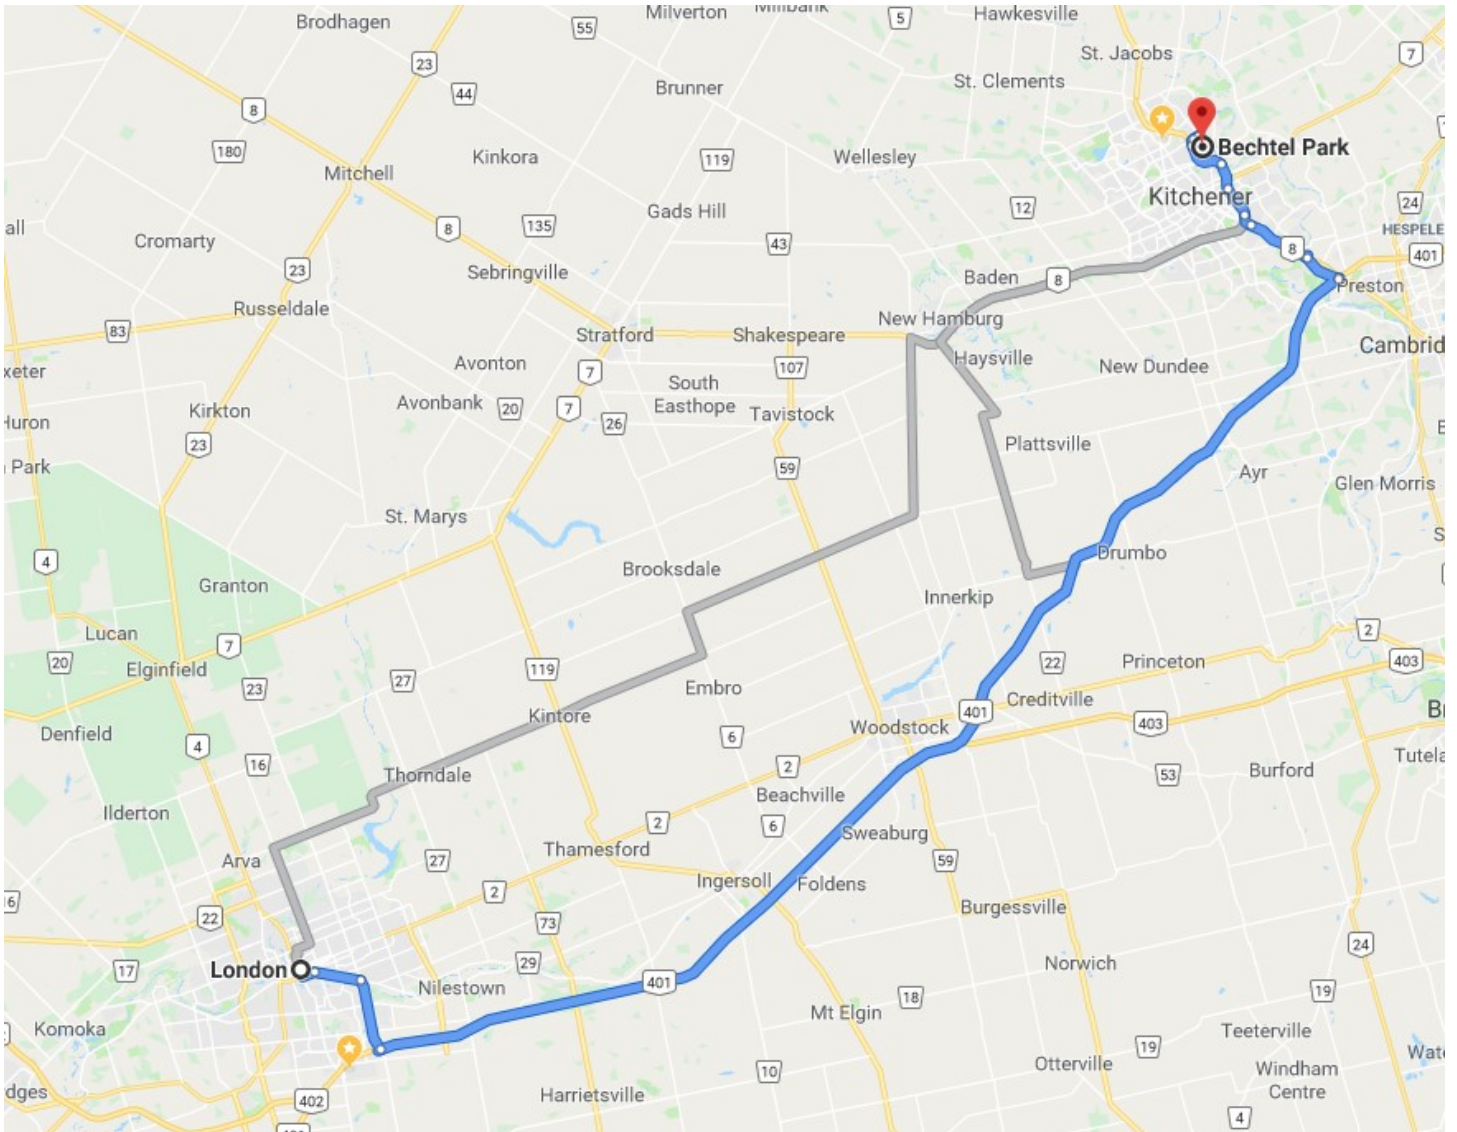 Brodhagen
55
Milverton
Millbank
5
Hawkesville
23
44
Brunner
St. Jacobs
7
St. Clements
8
180
Kinkora
119
Wellesley
Bechtel Park
Mitchell
Kitchener
12
24
HESPELE
all
Cromarty
8
135
Gads Hill
43
8
401
23
Sebringville
Baden
8
Preston
Russeldale
83
Stratford
Shakespeare
New Hamburg
Cambrid
xeter
Avonton
7
107
Haysville
New Dundee
South
Easthope
Kirkton
Avonbank
20
7
26
Tavistock
Huron
23
Plattsville
Park
59
Ayr
Glen Morris
St. Marys
4
Brooksdale
Drumbo
Granton
Innerkip
Lucan
7
2
20
Elginfield
119
22
Princeton
403
23
27
Embro
Creditville
Kintore
401
403
Denfield
4
6
Woodstock
Tutela
16
Thorndale
2
53
Burford
Beachville
Ilderton
2
6
Sweaburg
Arva
27
Thamesford
59
Ingersoll
Foldens
2
22
73
Burgessville
24
London
17
29
Norwich
401
Nilestown
18
19
Komoka
Mt Elgin
Teeterville
19
Otterville
Windham
Centre
10
dges
402
Harrietsville
4